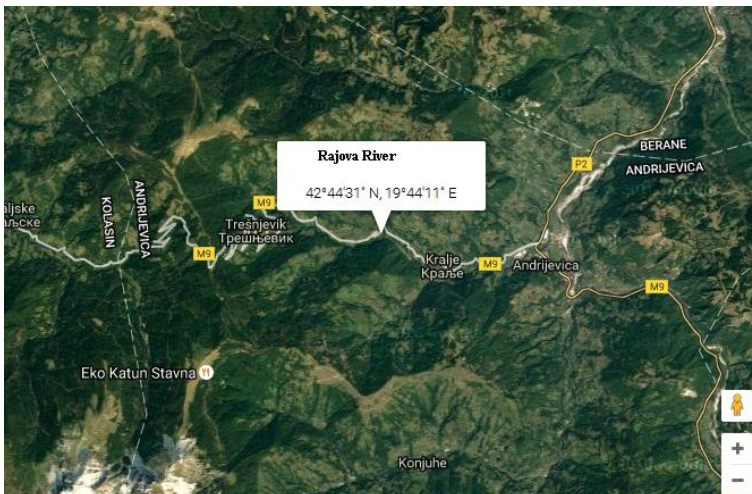 BERANE
ANDRIJEVICA
P2
Rajova River
42°44'31" N, 19°44'11" E
KOLASIN
ANDRIJEVICA
M9
Trešnjevik
Трешњевик
M9
Kralje
Краље
M9
Andrijevica
M9
Eko Katun Stavna
Konjuhe
+
−